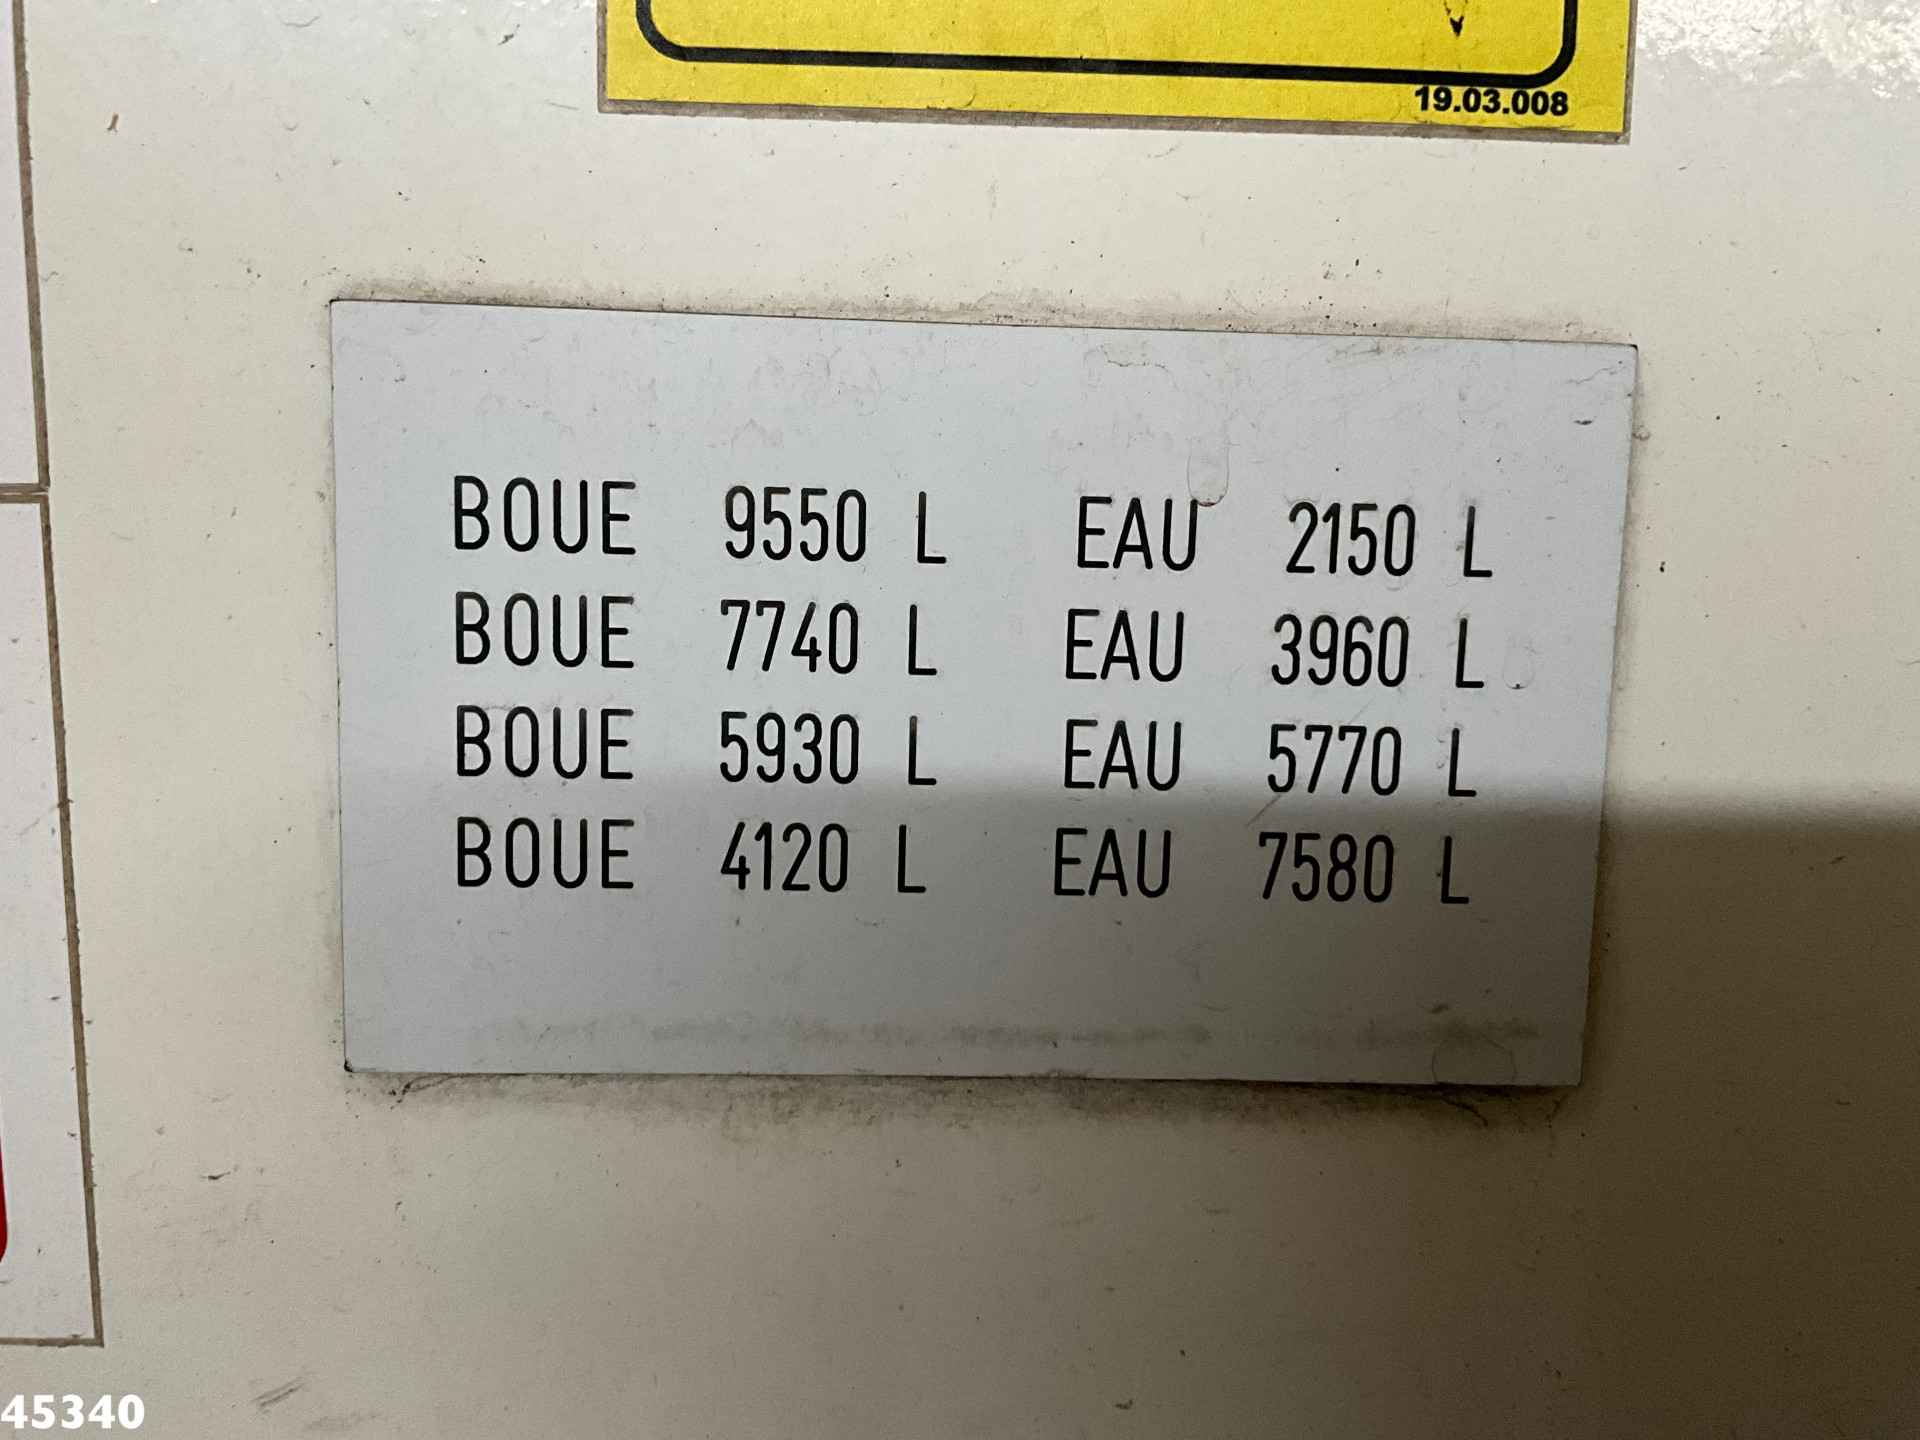 19.03.008
BOUE 9550 L EAU 2150 L
BOUE 7740 L EAU 3960 L
BOUE 5930 L EAU 5770 L
BOUE 4120 L EAU 7580 L
45340